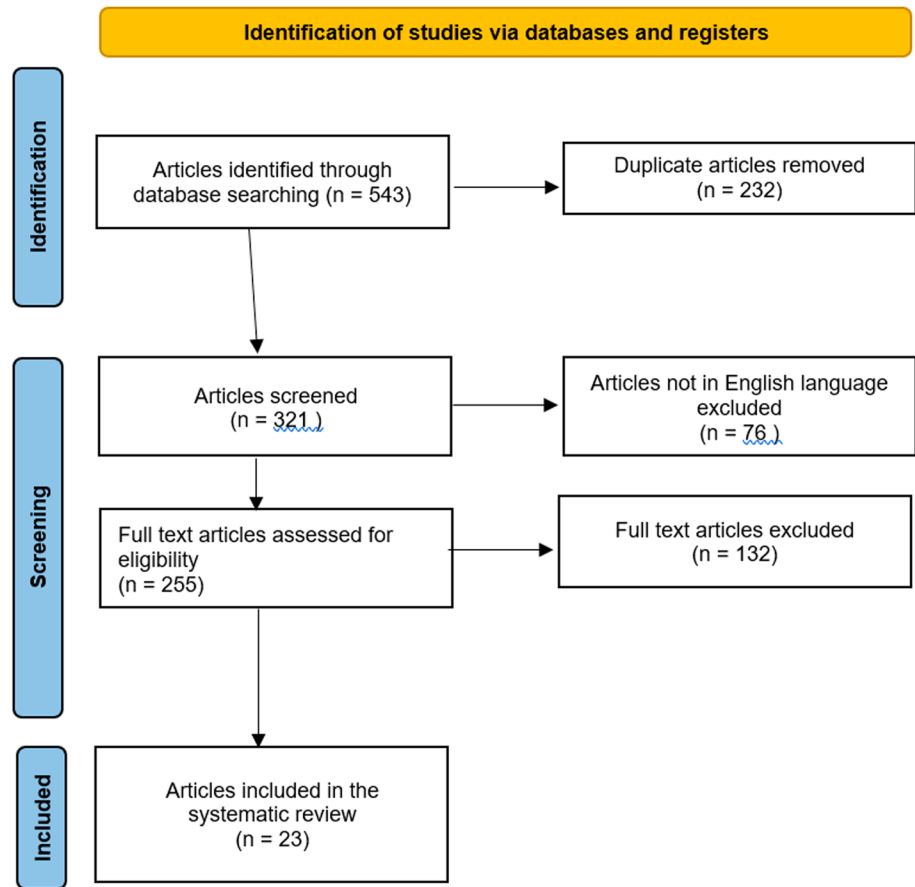 Identification of studies via databases and registers
Identification
Articles identified through
database searching (n = 543)
Duplicate articles removed
(n = 232)
Screening
Articles screened
(n = 321 )
Articles not in English language
excluded
(n = 76 )
Full text articles assessed for
eligibility
(n = 255)
Full text articles excluded
(n = 132)
Included
Articles included in the
systematic review
(n = 23)